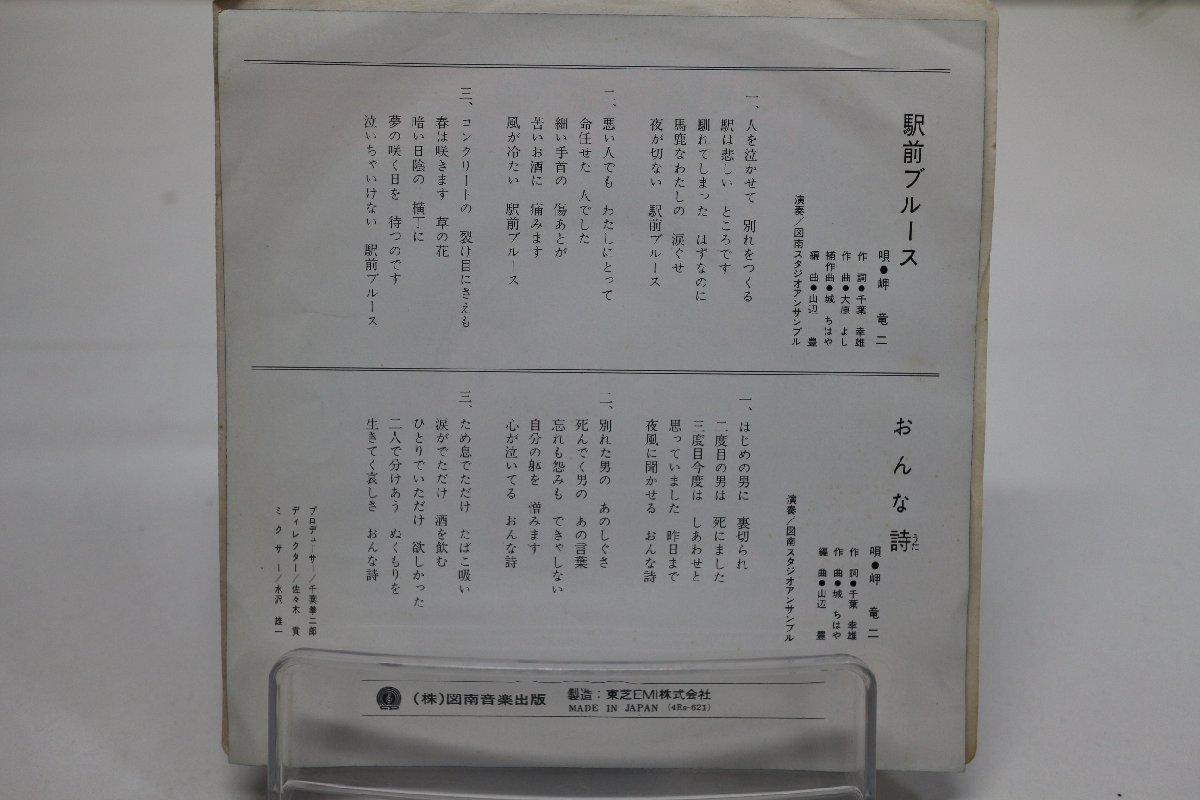 駅前ブルース
唄●岬 竜二
作 詞●千葉 幸雄
作 曲●大原 よし
補作曲●城 ちはや
編 曲●山辺 豊
演奏/図南スタジオアンサンブル
一、人を泣かせて 別れをつくる
駅は悲しい ところです
馴れてしまった はずなのに
馬鹿なわたしの 涙ぐせ
夜が切ない 駅前ブルース
二、悪い人でも わたしにとって
命任せた 人でした
細い手首の 傷あとが
苦いお酒に 痛みます
風が冷たい 駅前ブルース
三、コンクリートの 裂け目にさえも
春は咲きます 草の花
暗い日陰の 横丁に
夢の咲く日を 待つのです
泣いちゃいけない 駅前ブルース
おんな詩
うた
唄●岬 竜二
作 詞●千葉 幸雄
作 曲●城 ちはや
編 曲●山辺 豊
演奏/図南スタジオアンサンブル
一、はじめの男に 裏切られ
二度目の男は 死にました
三度目今度は しあわせと
思っていました 昨日まで
夜風に聞かせる おんな詩
二、別れた男の あのしぐさ
死んでく男の あの言葉
忘れも怨みも できゃしない
自分の躯を 憎みます
心が泣いてる おんな詩
三、ため息でただけ たばこ吸い
涙がでただけ 酒を飲む
ひとりでいただけ 欲しかった
二人で分けあう ぬくもりを
生きてく哀しさ おんな詩
プロデューサー/千葉幸二郎
ディレクター/佐々木 貢
ミクサー/水沢 雄一
(株)図南音楽出版
製造:東芝EMI株式会社
MADE IN JAPAN (4RS-621)